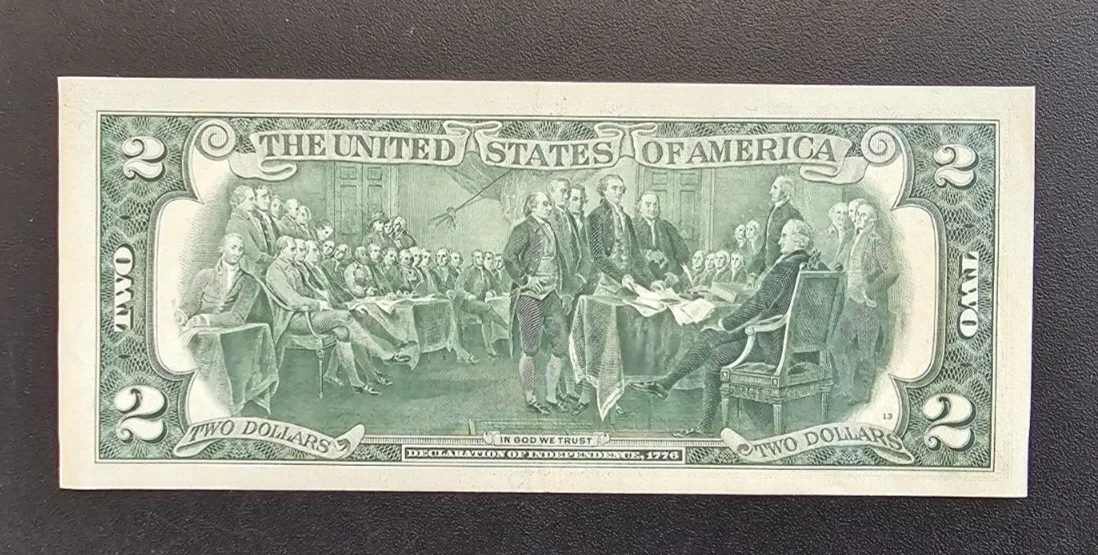 2 THE UNITED STATES OF AMERICA 2
TWO
TWO
2 TWO DOLLARS IN GOD WE TRUST TWO DOLLARS 2
13
DECLARATION OF INDEPENDENCE, 1776